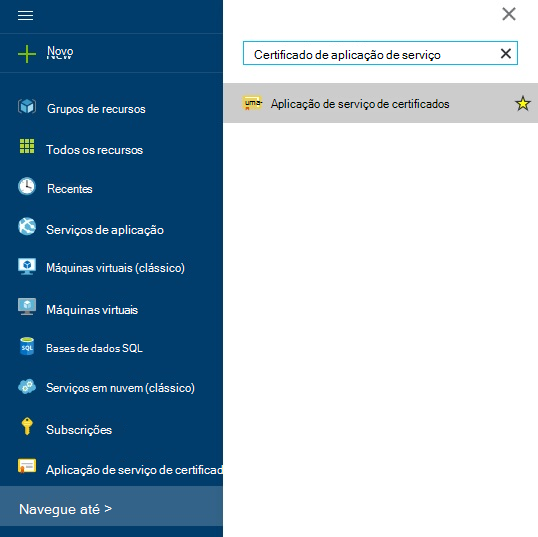 Novo
Certificado de aplicação de serviço
Grupos de recursos
uma-
Aplicação de serviço de certificados
Todos os recursos
Recentes
Serviços de aplicação
Máquinas virtuais (clássico)
Máquinas virtuais
SQL
Bases de dados SQL
Serviços em nuvem (clássico)
Subscrições
Aplicação de serviço de certificad
Navegue até >